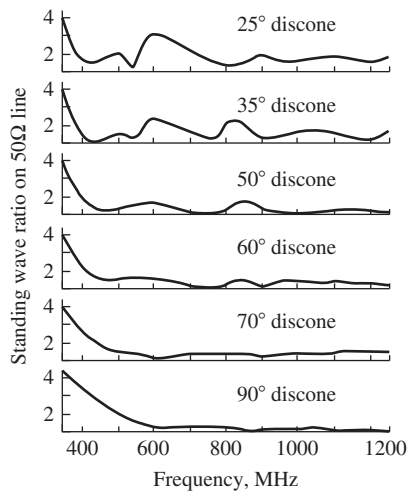 Standing wave ratio on 50Ω line
4
2
25° discone
4
2
35° discone
4
2
50° discone
4
2
60° discone
4
2
70° discone
4
2
90° discone
400 600 800 1000 1200
Frequency, MHz